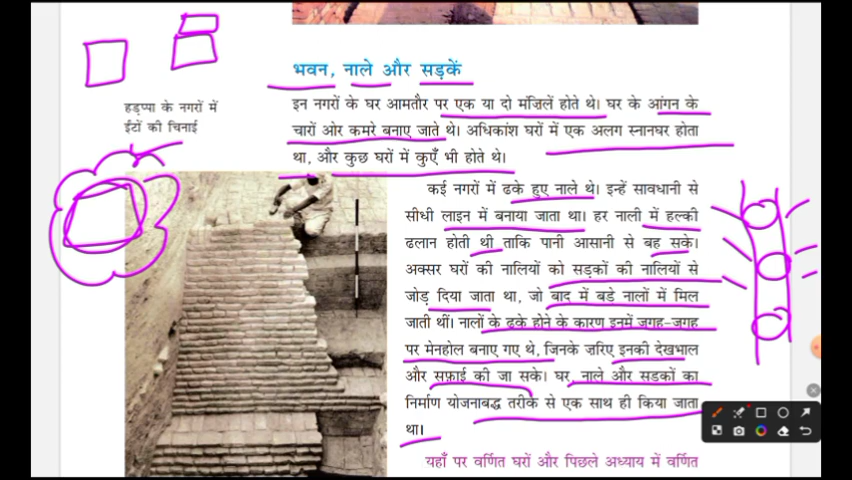 भवन, नाले और सड़कें
इन नगरों के घर आमतौर पर एक या दो मंज़िलें होते थे। घर के आंगन के
चारों ओर कमरे बनाए जाते थे। अधिकांश घरों में एक अलग स्नानघर होता
था, और कुछ घरों में कुएँ भी होते थे।
हड़प्पा के नगरों में
ईंटों की चिनाई
कई नगरों में ढके हुए नाले थे। इन्हें सावधानी से
सीधी लाइन में बनाया जाता था। हर नाली में हल्की
ढलान होती थी ताकि पानी आसानी से बह सके।
अक्सर घरों की नालियों को सड़कों की नालियों से
जोड़ दिया जाता था, जो बाद में बड़े नालों में मिल
जाती थीं। नालों के ढके होने के कारण इनमें जगह-जगह
पर मेनहोल बनाए गए थे, जिनके ज़रिए इनकी देखभाल
और सफ़ाई की जा सके। घर, नाले और सडकों का
निर्माण योजनाबद्ध तरीके से एक साथ ही किया जाता
था।
यहाँ पर वर्णित घरों और पिछले अध्याय में वर्णित